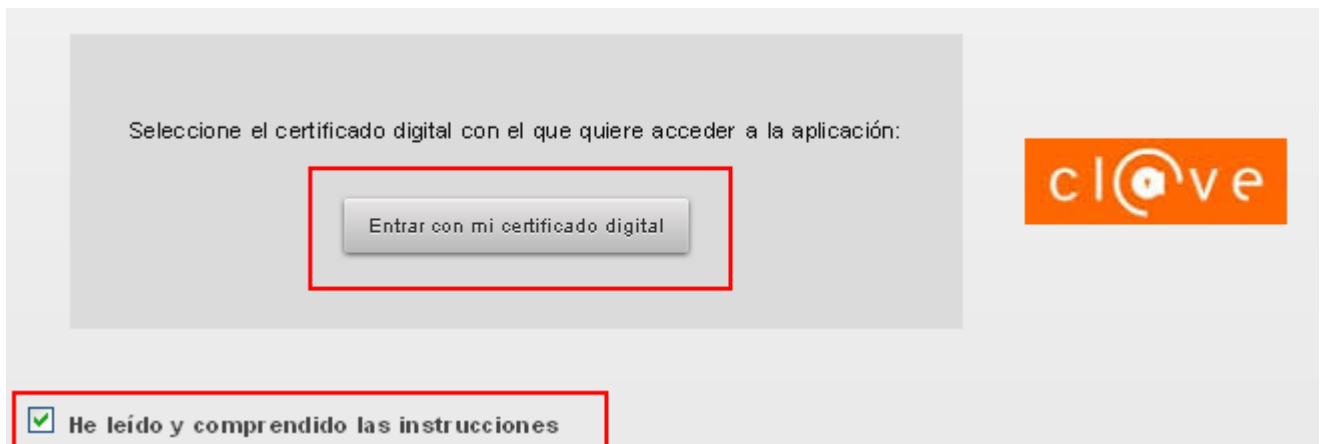 Seleccione el certificado digital con el que quiere acceder a la aplicación:
Entrar con mi certificado digital
cl@ve
He leído y comprendido las instrucciones